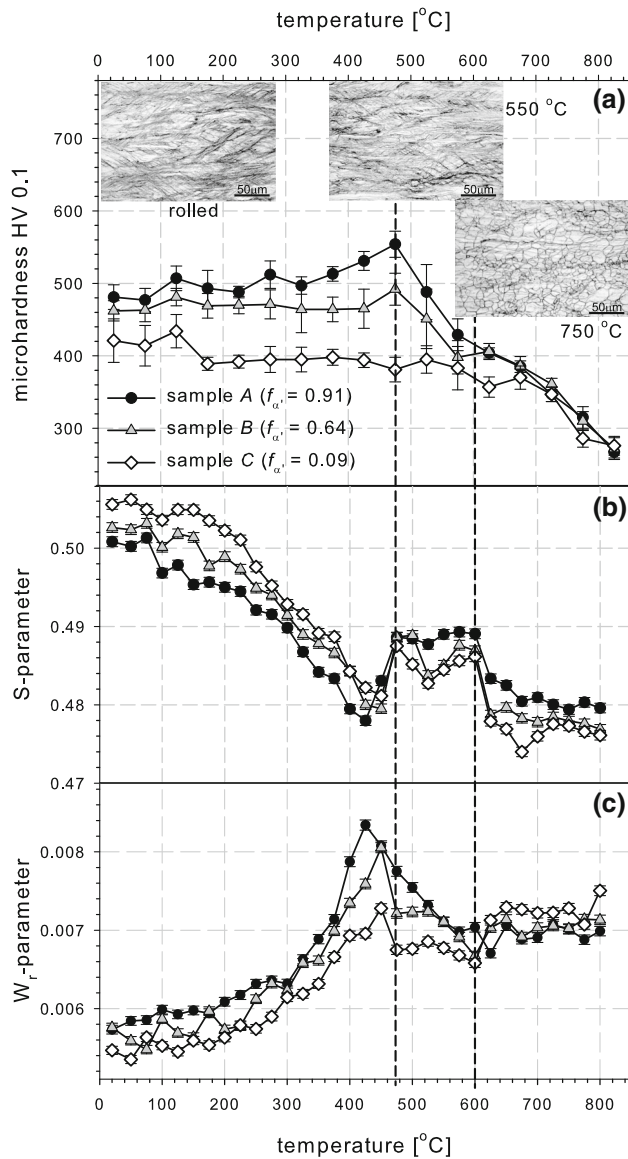 temperature [°C]
0 100 200 300 400 500 600 700 800
(a)
550 °C
50μm
50μm
rolled
50μm
750 °C
microhardness HV 0.1
700
600
500
400
300
sample A (fα' = 0.91)
sample B (fα' = 0.64)
sample C (fα' = 0.09)
(b)
S-parameter
0.50
0.49
0.48
0.47
(c)
Wr-parameter
0.008
0.007
0.006
0 100 200 300 400 500 600 700 800
temperature [°C]